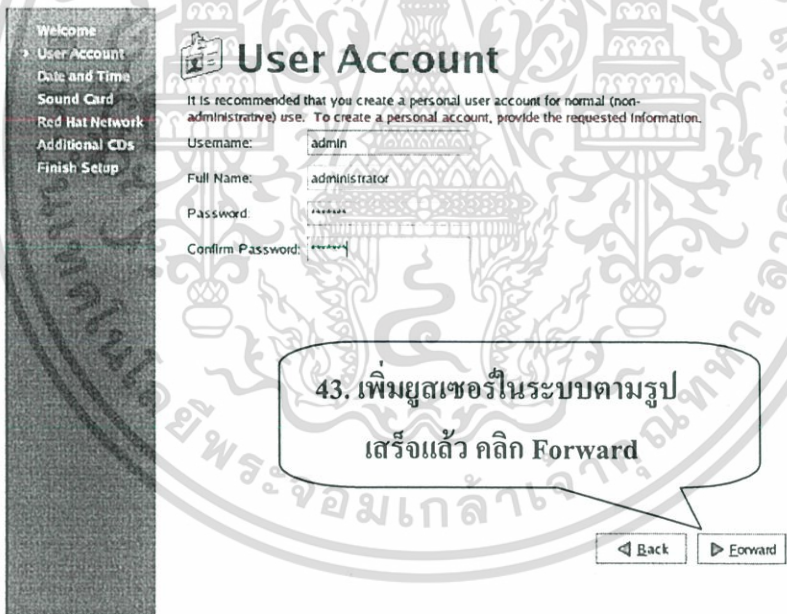 Welcome
User Account
Date and Time
Sound Card
Red Hat Network
Additional CDs
Finish Setup
User Account
It is recommended that you create a personal user account for normal (non-
administrative) use. To create a personal account, provide the requested information.
Username: admin
Full Name: administrator
Password: *******
Confirm Password: *******
43. เพิ่มยูสเซอร์ในระบบตามรูป
เสร็จแล้ว คลิก Forward
Back Forward